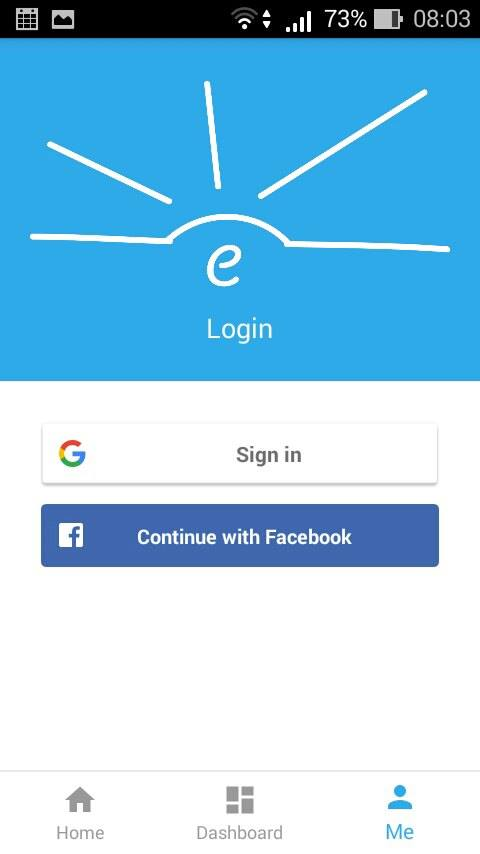 73% 08:03
e
Login
Sign in
Continue with Facebook
Home Dashboard Me